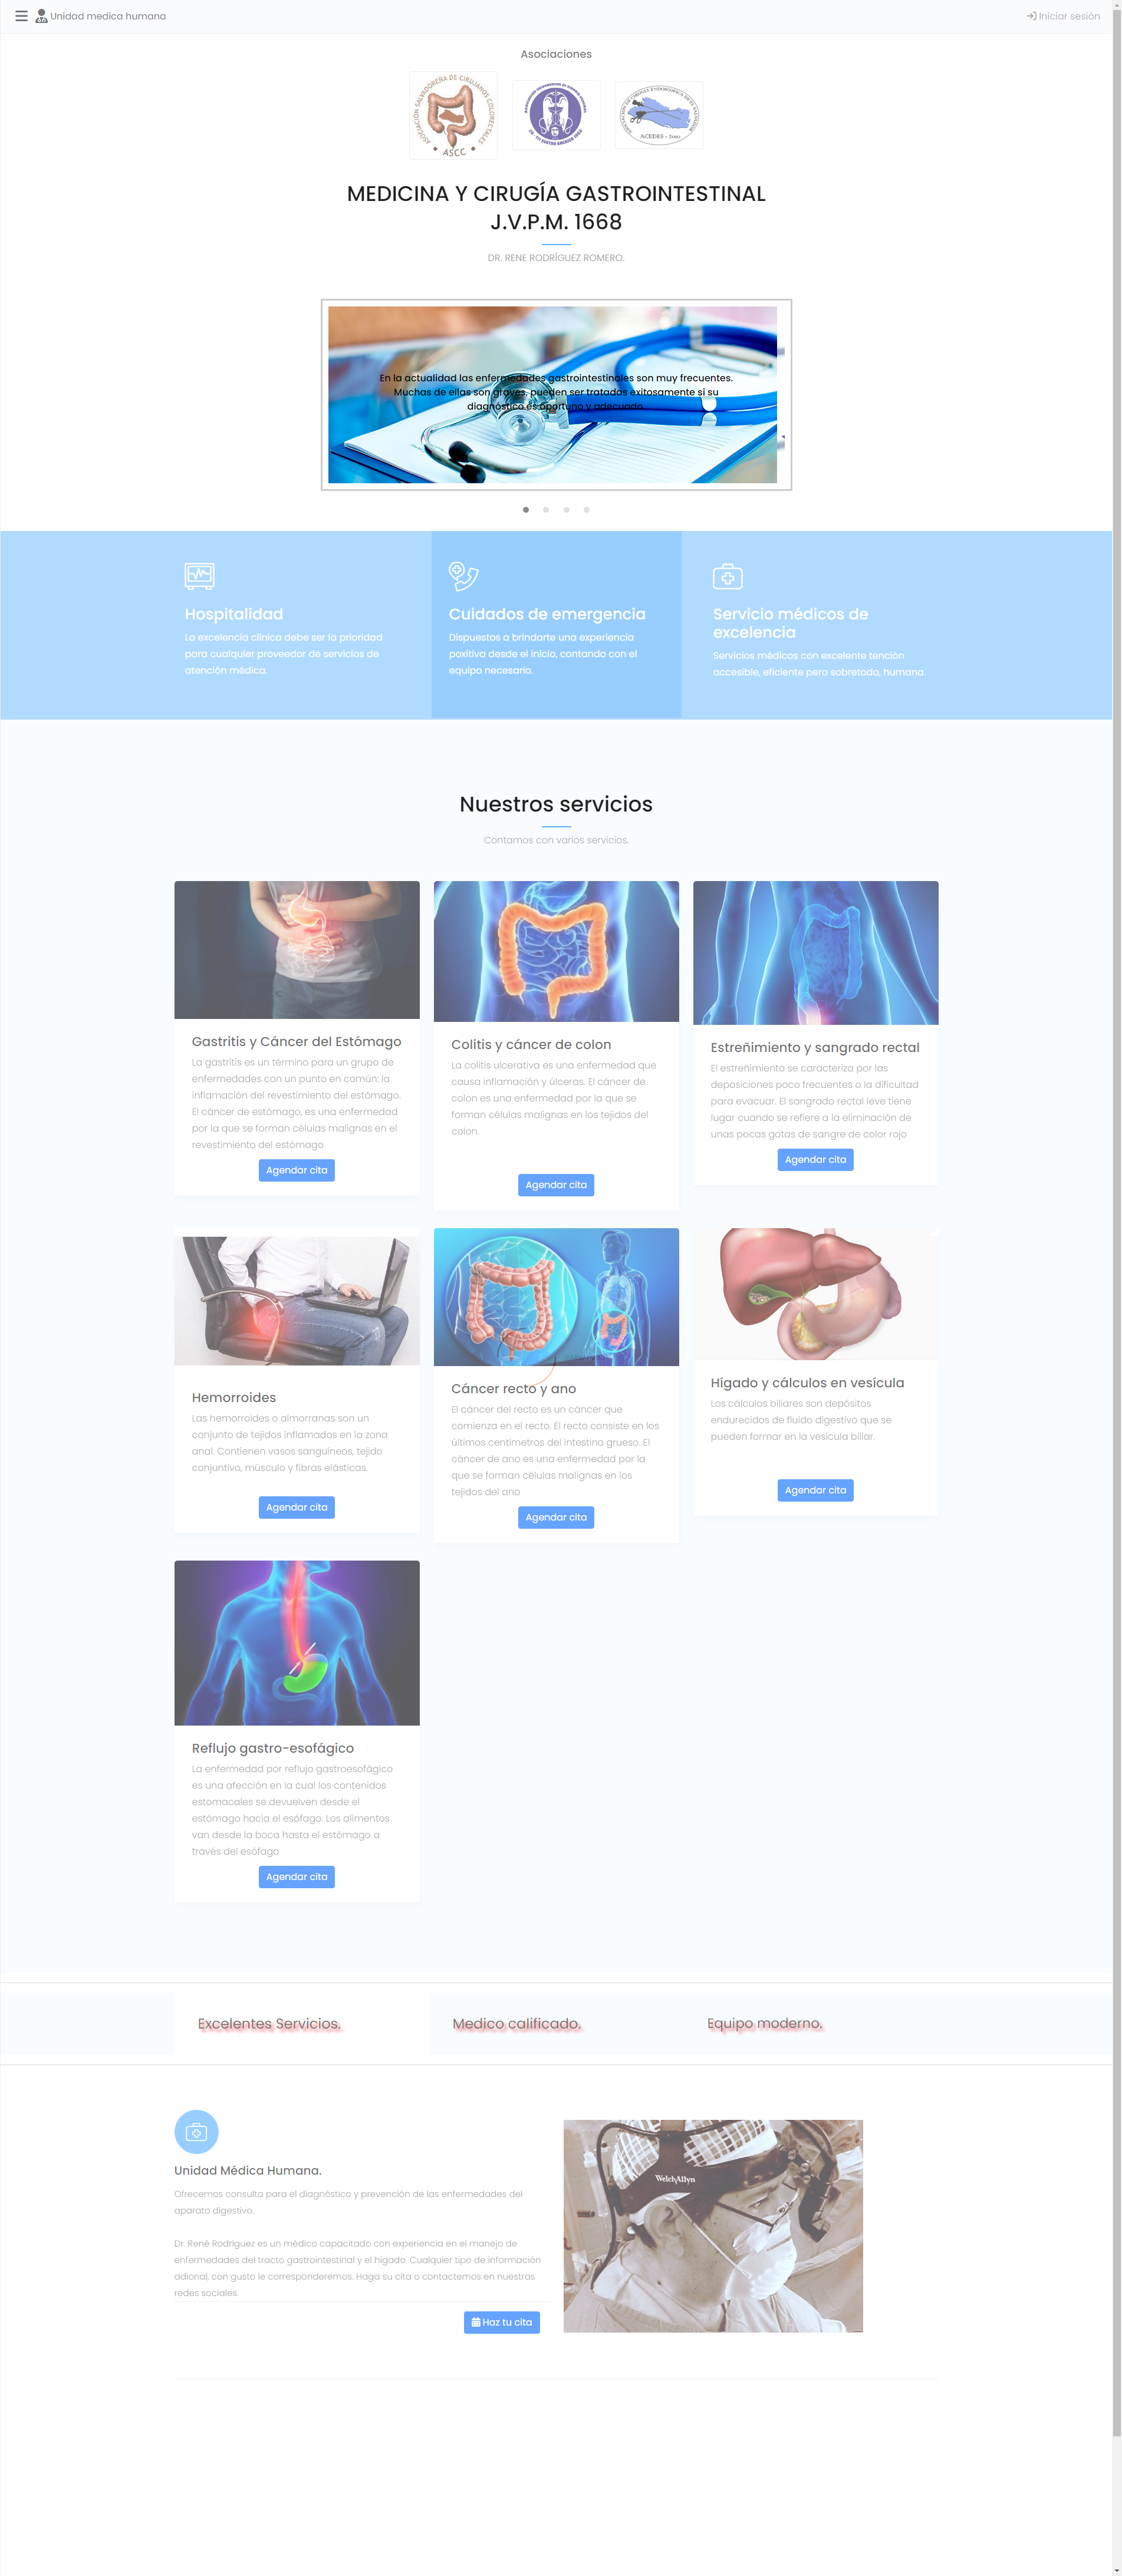 Unidad medica humana
Iniciar sesión
Asociaciones
ASOCIACIÓN SALVADOREÑA DE CIRUJANOS COLORECTALES
• ASCC •
ACEDES - 2010
MEDICINA Y CIRUGÍA GASTROINTESTINAL
J.V.P.M. 1668
DR. RENE RODRÍGUEZ ROMERO.
En la actualidad las enfermedades gastrointestinales son muy frecuentes.
Muchas de ellas son graves, pueden ser tratadas exitosamente si su
diagnóstico es oportuno y adecuado.
Hospitalidad
La excelencia clínica debe ser la prioridad
para cualquier proveedor de servicios de
atención médica.
Cuidados de emergencia
Dispuestos a brindarte una experiencia
poxitiva desde el inicio, contando con el
equipo necesario.
Servicio médicos de
excelencia
Servicios médicos con excelente tención
accesible, eficiente pero sobretodo, humana.
Nuestros servicios
Contamos con varios servicios.
Gastritis y Cáncer del Estómago
La gastritis es un término para un grupo de
enfermedades con un punto en común: la
inflamación del revestimiento del estómago.
El cáncer de estómago, es una enfermedad
por la que se forman células malignas en el
revestimiento del estómago
Agendar cita
Colitis y cáncer de colon
La colitis ulcerativa es una enfermedad que
causa inflamación y úlceras. El cáncer de
colon es una enfermedad por la que se
forman células malignas en los tejidos del
colon.
Agendar cita
Estreñimiento y sangrado rectal
El estreñimiento se caracteriza por las
deposiciones poco frecuentes o la dificultad
para evacuar. El sangrado rectal leve tiene
lugar cuando se refiere a la eliminación de
unas pocas gotas de sangre de color rojo
Agendar cita
Hemorroides
Las hemorroides o almorranas son un
conjunto de tejidos inflamados en la zona
anal. Contienen vasos sanguíneos, tejido
conjuntivo, músculo y fibras elásticas.
Agendar cita
Cáncer recto y ano
El cáncer del recto es un cáncer que
comienza en el recto. El recto consiste en los
últimos centímetros del intestino grueso. El
cáncer de ano es una enfermedad por la
que se forman células malignas en los
tejidos del ano
Agendar cita
Hígado y cálculos en vesícula
Los cálculos biliares son depósitos
endurecidos de fluido digestivo que se
pueden formar en la vesícula biliar.
Agendar cita
Reflujo gastro-esofágico
La enfermedad por reflujo gastroesofágico
es una afección en la cual los contenidos
estomacales se devuelven desde el
estómago hacia el esófago. Los alimentos
van desde la boca hasta el estómago a
través del esófago
Agendar cita
Excelentes Servicios.
Medico calificado.
Equipo moderno.
Unidad Médica Humana.
Ofrecemos consulta para el diagnóstico y prevención de las enfermedades del
aparato digestivo.
Dr. René Rodríguez es un médico capacitado con experiencia en el manejo de
enfermedades del tracto gastrointestinal y el hígado. Cualquier tipo de información
adional, con gusto le corresponderemos. Haga su cita o contactemos en nuestras
redes sociales.
Haz tu cita
WelchAllyn